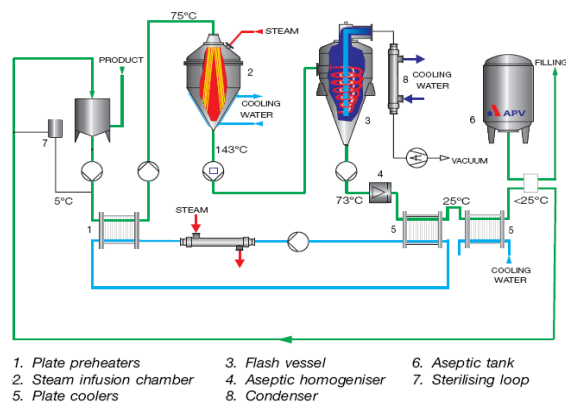 75°C
STEAM
PRODUCT
2
COOLING
WATER
143°C
7
5°C
1
STEAM
3
8
COOLING
WATER
VACUUM
4
73°C
5
25°C
5
<25°C
COOLING
WATER
6
APV
FILLING
1. Plate preheaters
2. Steam infusion chamber
5. Plate coolers
3. Flash vessel
4. Aseptic homogeniser
8. Condenser
6. Aseptic tank
7. Sterilising loop